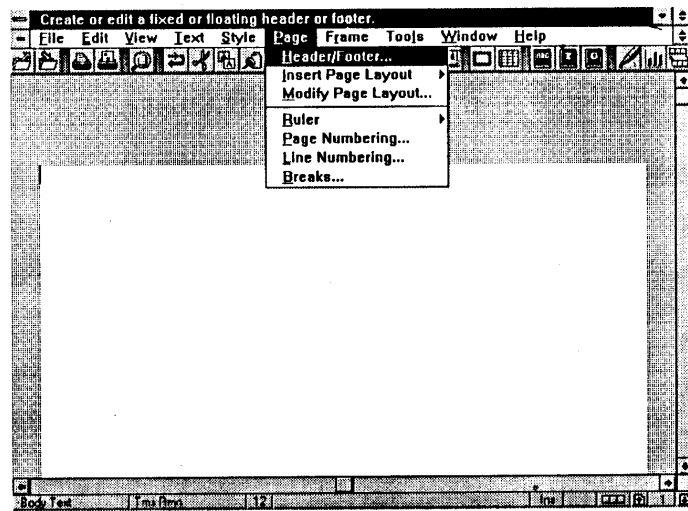 Create or edit a fixed or floating header or footer.
File Edit View Text Style Page Frame Tools Window Help
Header/Footer...
Insert Page Layout
Modify Page Layout...
Ruler
Page Numbering...
Line Numbering...
Breaks...
Body Text Tms Rmn 12 Ins 1